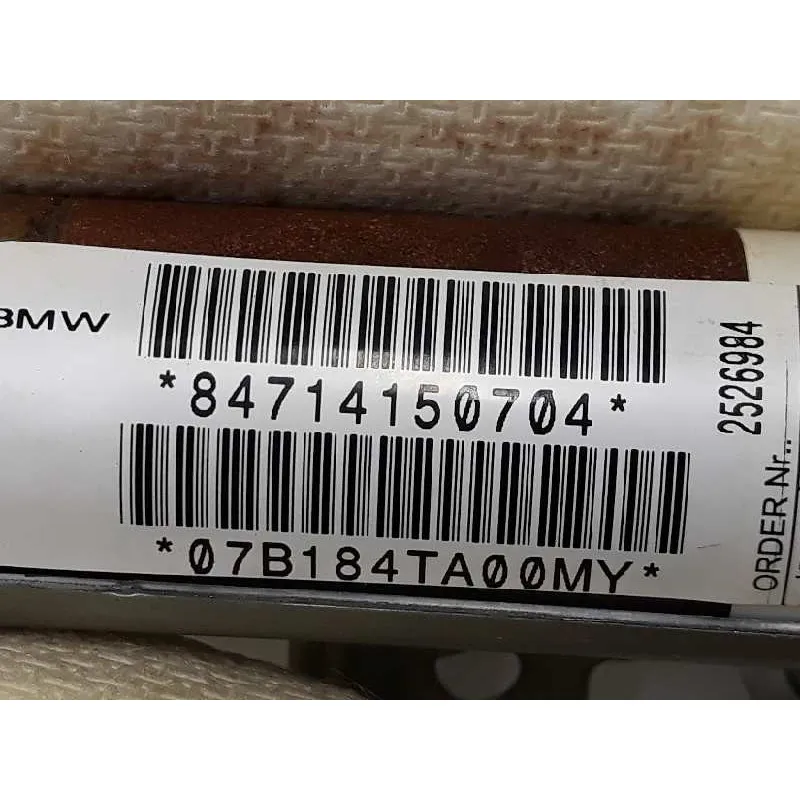 BMW
*84714150704*
*07B184TA00MY*
2526984
ORDER Nr.: